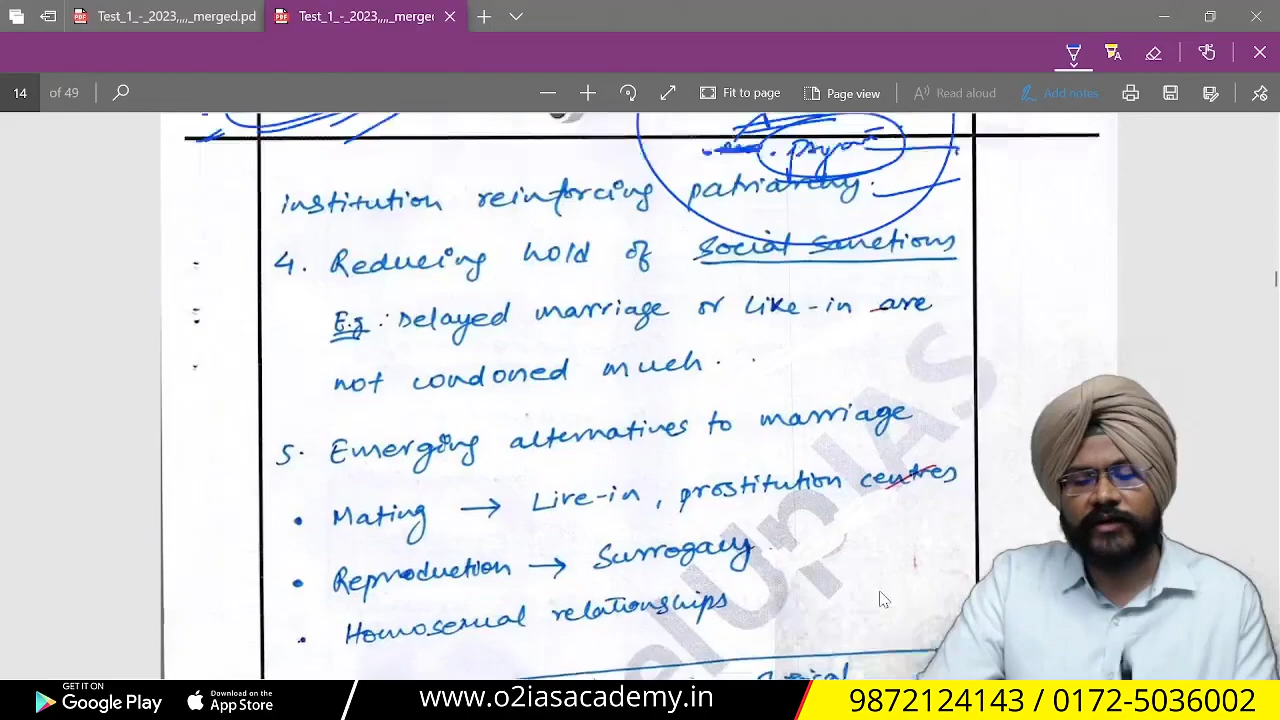 Test_1_-_2023,,,,_merged.pd
Test_1_-_2023,,,,_merged
14 of 49
Fit to page
Page view
Read aloud
Add notes
institution reinforcing patriarchy.
4. Reducing hold of social sanctions
E.g.: Delayed marriage or like-in are
not condoned much.
5. Emerging alternatives to marriage
• Mating → Live-in, prostitution centres
• Reproduction → Surrogacy.
• Homosexual relationships
GET IT ON
Google Play
Download on the
App Store
www.o2iasacademy.in
9872124143 / 0172-5036002